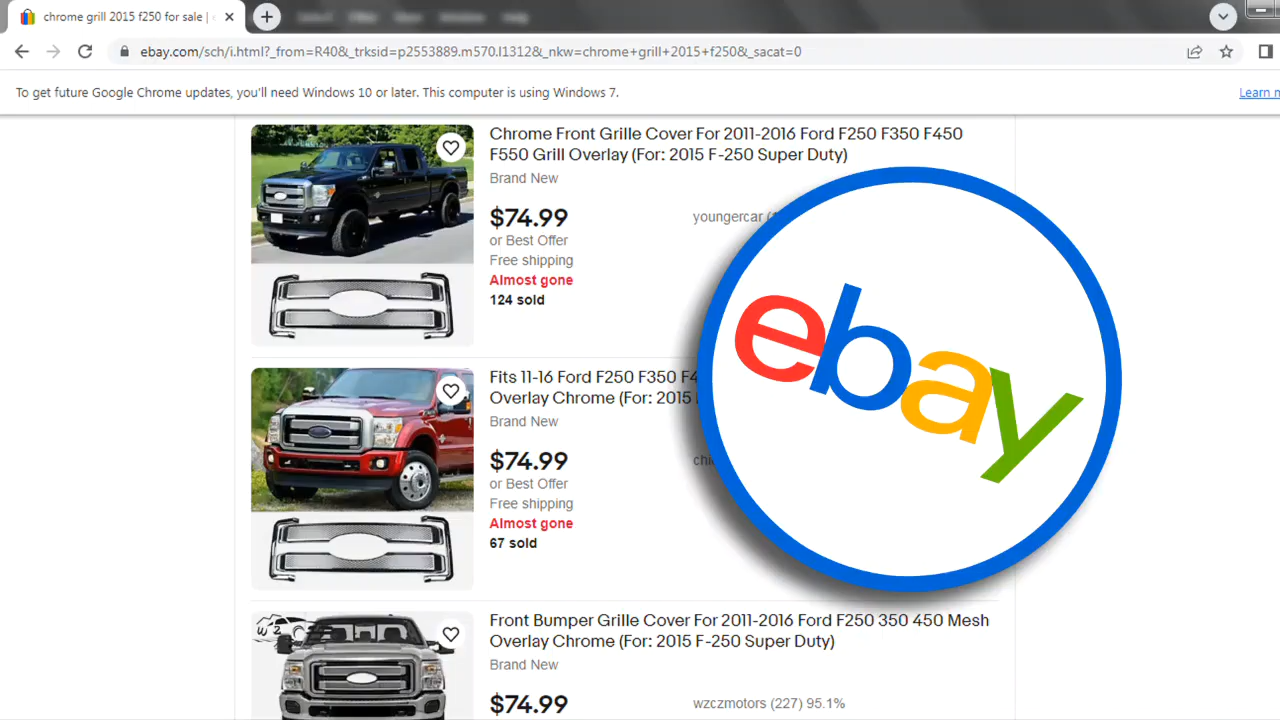 chrome grill 2015 f250 for sale |
ebay.com/sch/i.html?_from=R40&_trksid=p2553889.m570.l1312&_nkw=chrome+grill+2015+f250&_sacat=0
To get future Google Chrome updates, you'll need Windows 10 or later. This computer is using Windows 7.
Learn
Chrome Front Grille Cover For 2011-2016 Ford F250 F350 F450
F550 Grill Overlay (For: 2015 F-250 Super Duty)
Brand New
$74.99
youngercar
or Best Offer
Free shipping
Almost gone
124 sold
ebay
Fits 11-16 Ford F250 F350
Overlay Chrome (For: 2015
Brand New
$74.99
or Best Offer
Free shipping
Almost gone
67 sold
Front Bumper Grille Cover For 2011-2016 Ford F250 350 450 Mesh
Overlay Chrome (For: 2015 F-250 Super Duty)
Brand New
$74.99
wzczmotors (227) 95.1%